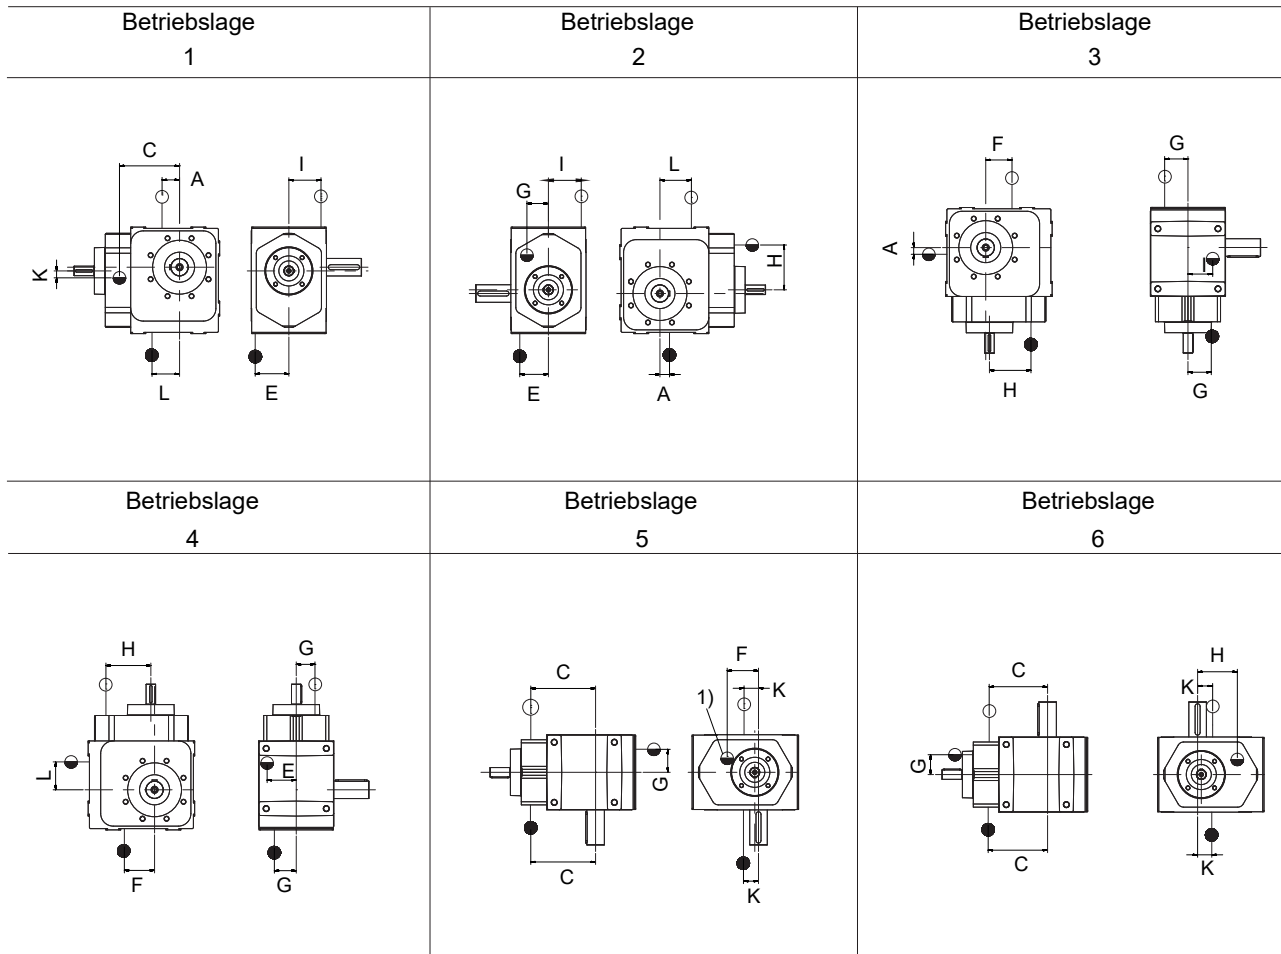 Betriebslage
1
Betriebslage
2
Betriebslage
3
C
A
I
K
L
E
I
G
L
H
E
A
F
G
A
I
H
G
Betriebslage
4
Betriebslage
5
Betriebslage
6
H
G
L
E
F
G
C
F
K
1)
G
C
K
C
H
K
G
C
K